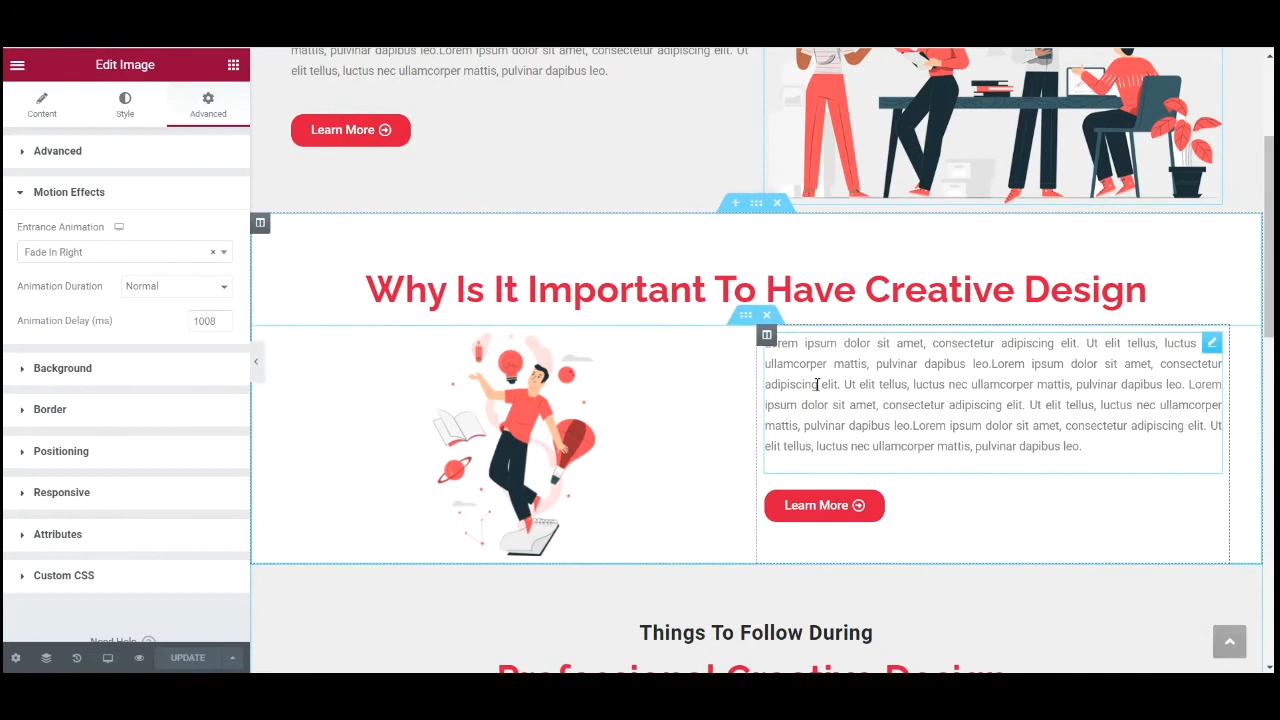 Edit Image
Content
Style
Advanced
Advanced
Motion Effects
Entrance Animation
Fade In Right
×
Animation Duration
Normal
Animation Delay (ms)
1008
Background
Border
Positioning
Responsive
Attributes
Custom CSS
Need Help
UPDATE
mattis, pulvinar dapibus leo.Lorem ipsum dolor sit amet, consectetur adipiscing elit. Ut
elit tellus, luctus nec ullamcorper mattis, pulvinar dapibus leo.
Learn More
Why Is It Important To Have Creative Design
Lorem ipsum dolor sit amet, consectetur adipiscing elit. Ut elit tellus, luctus
ullamcorper mattis, pulvinar dapibus leo.Lorem ipsum dolor sit amet, consectetur
adipiscing elit. Ut elit tellus, luctus nec ullamcorper mattis, pulvinar dapibus leo. Lorem
ipsum dolor sit amet, consectetur adipiscing elit. Ut elit tellus, luctus nec ullamcorper
mattis, pulvinar dapibus leo.Lorem ipsum dolor sit amet, consectetur adipiscing elit. Ut
elit tellus, luctus nec ullamcorper mattis, pulvinar dapibus leo.
Learn More
Things To Follow During
Professional Creative Design